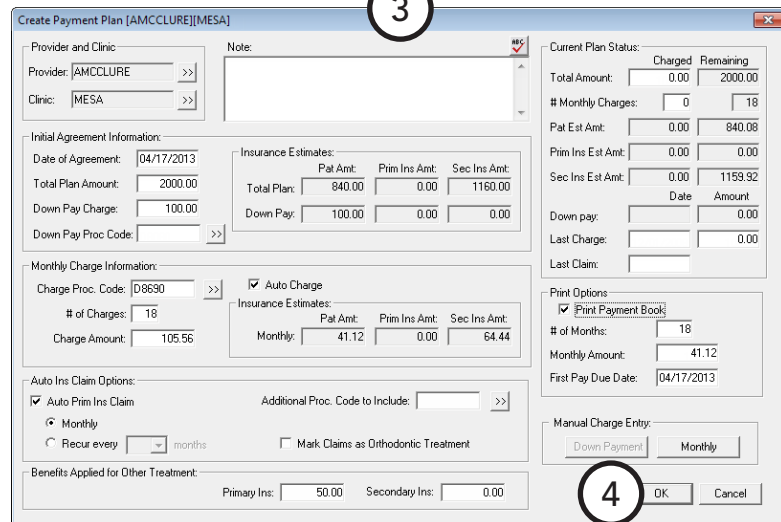 3
Create Payment Plan [AMCCLURE][MESA]
Provider and Clinic
Provider: AMCCLURE >>
Clinic: MESA >>
Note:
ABC
Initial Agreement Information:
Date of Agreement: 04/17/2013
Total Plan Amount: 2000.00
Down Pay Charge: 100.00
Down Pay Proc Code: >>
Insurance Estimates:
Pat Amt: Prim Ins Amt: Sec Ins Amt:
Total Plan: 840.00 0.00 1160.00
Down Pay: 100.00 0.00 0.00
Monthly Charge Information:
Charge Proc. Code: D8690 >>
# of Charges: 18
Charge Amount: 105.56
Auto Charge
Insurance Estimates:
Pat Amt: Prim Ins Amt: Sec Ins Amt:
Monthly: 41.12 0.00 64.44
Auto Ins Claim Options:
Auto Prim Ins Claim
Monthly
Recur every months
Additional Proc. Code to Include: >>
Mark Claims as Orthodontic Treatment
Benefits Applied for Other Treatment:
Primary Ins: 50.00 Secondary Ins: 0.00
Current Plan Status:
Charged Remaining
Total Amount: 0.00 2000.00
# Monthly Charges: 0 18
Pat Est Amt: 0.00 840.08
Prim Ins Est Amt: 0.00 0.00
Sec Ins Est Amt: 0.00 1159.92
Date Amount
Down pay: 0.00
Last Charge: 0.00
Last Claim:
Print Options
Print Payment Book
# of Months: 18
Monthly Amount: 41.12
First Pay Due Date: 04/17/2013
Manual Charge Entry:
Down Payment Monthly
4
OK Cancel